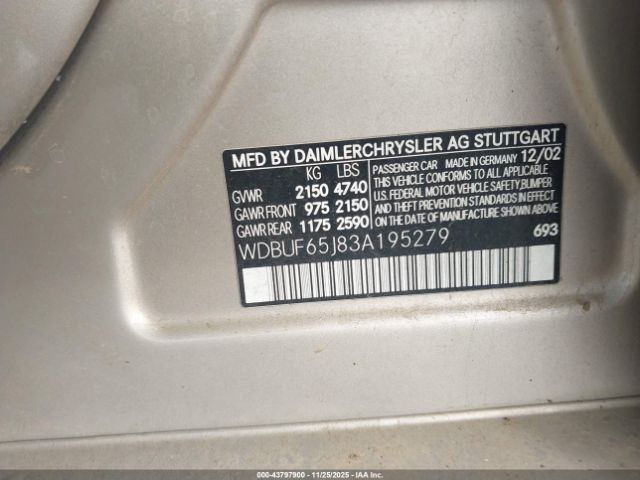 MFD BY DAIMLERCHRYSLER AG STUTTGART
KG LBS
GVWR 2150 4740
GAWR FRONT 975 2150
GAWR REAR 1175 2590
PASSENGER CAR MADE IN GERMANY 12/02
THIS VEHICLE CONFORMS TO ALL APPLICABLE
U.S. FEDERAL MOTOR VEHICLE SAFETY, BUMPER
AND THEFT PREVENTION STANDARDS IN EFFECT
ON THE DATE OF MANUFACTURE SHOWN ABOVE.
WDBUF65J83A195279 693
000-43797900 - 11/25/2025 - IAAI